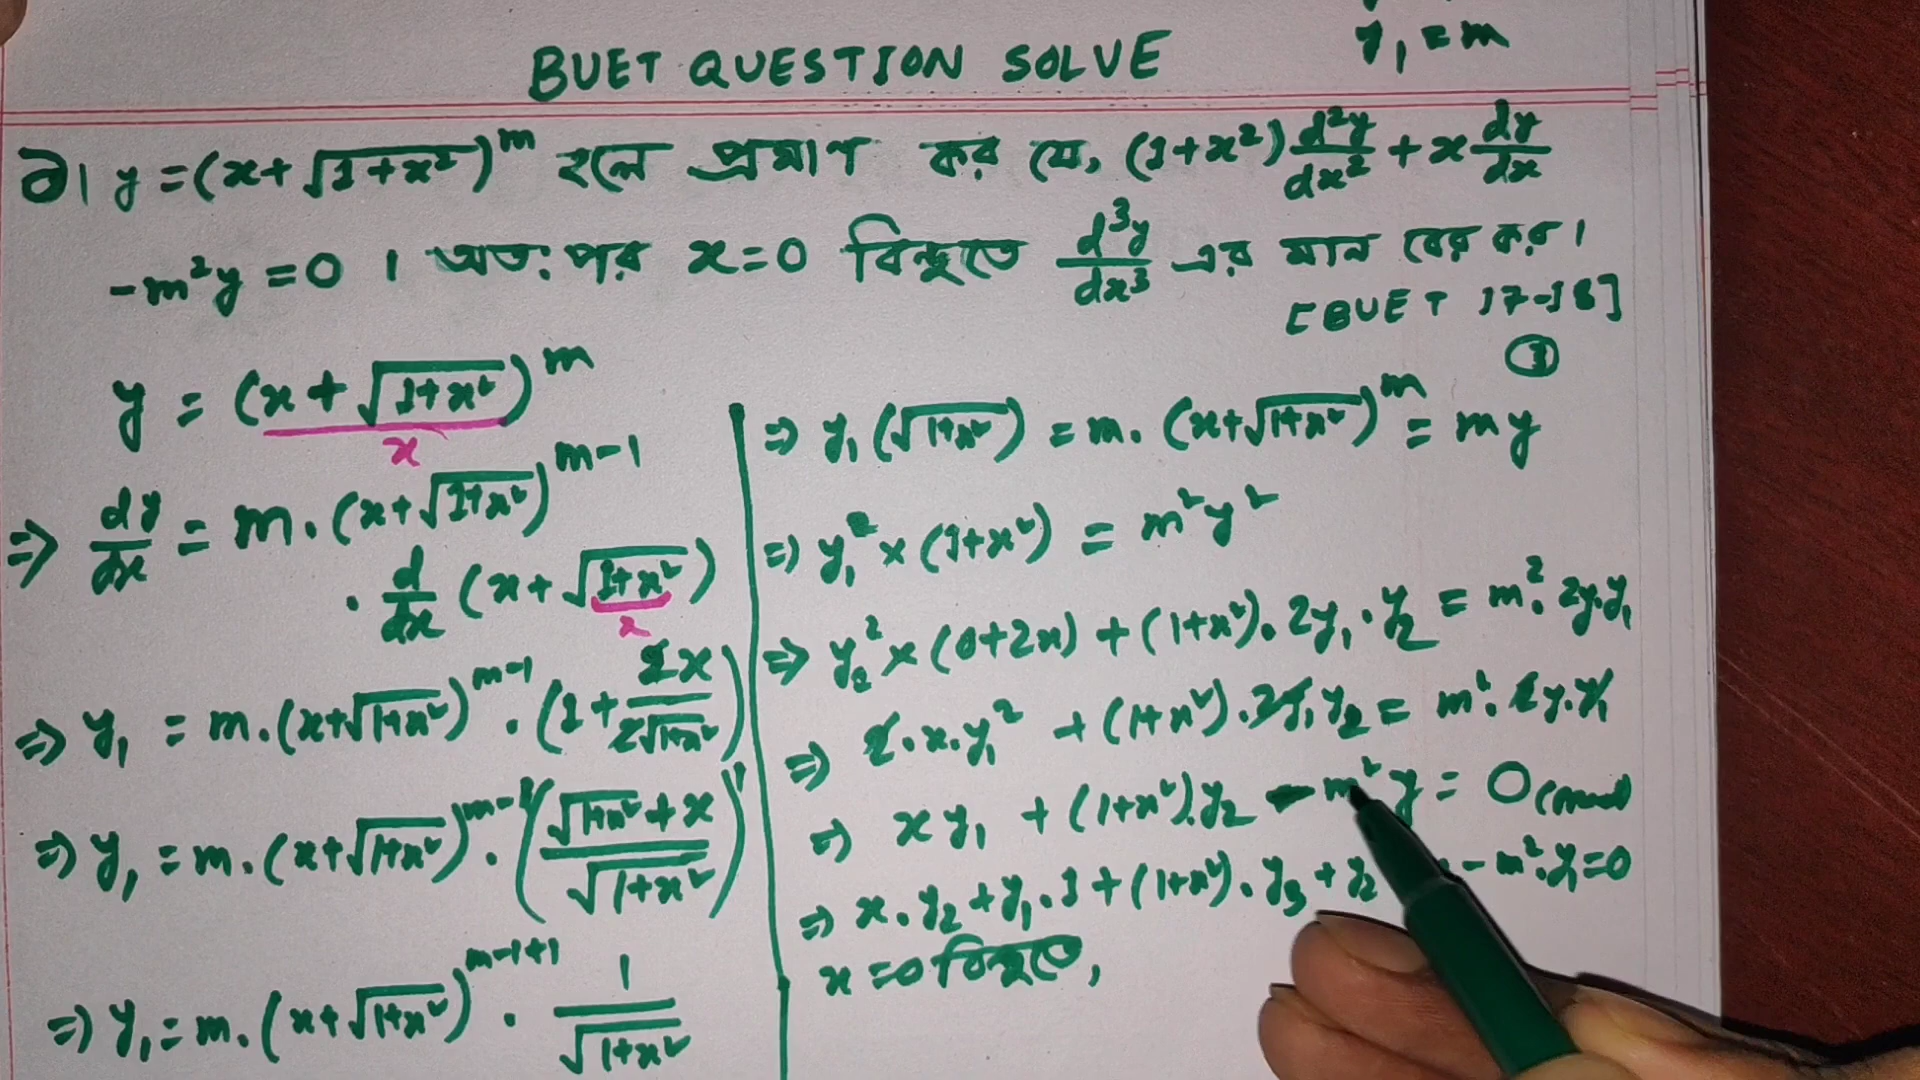 y₁ = m
BUET QUESTION SOLVE
১। y = (x+√(1+x²))^m হলে প্রমাণ কর যে, (1+x²) d²y/dx² + x dy/dx
-m²y = 0 । অতঃপর x=0 বিন্দুতে d³y/dx³ এর মান বের কর।
[BUET 17-18]
y = (x+√(1+x²))^m
x
⇒ dy/dx = m.(x+√(1+x²))^(m-1)
. d/dx (x+√(1+x²))
x
⇒ y₁ = m.(x+√(1+x²))^(m-1) . (1+ 2x/2√(1+x²))
⇒ y₁ = m.(x+√(1+x²))^(m-1) . ((√(1+x²)+x)/√(1+x²))
⇒ y₁ = m.(x+√(1+x²))^(m-1+1) . 1/√(1+x²)
①
⇒ y₁(√(1+x²)) = m.(x+√(1+x²))^m = my
⇒ y₁² × (1+x²) = m²y²
⇒ y₁² × (0+2x) + (1+x²).2y₁.y₂ = m².2y.y₁
⇒ 2.x.y₁² + (1+x²).2y₁y₂ = m².2y.y₁
⇒ xy₁ + (1+x²).y₂ - m²y = 0
⇒ x.y₂+y₁.1+(1+x²).y₃+y₂ - m².y₁=0
x=0 বিন্দুতে,